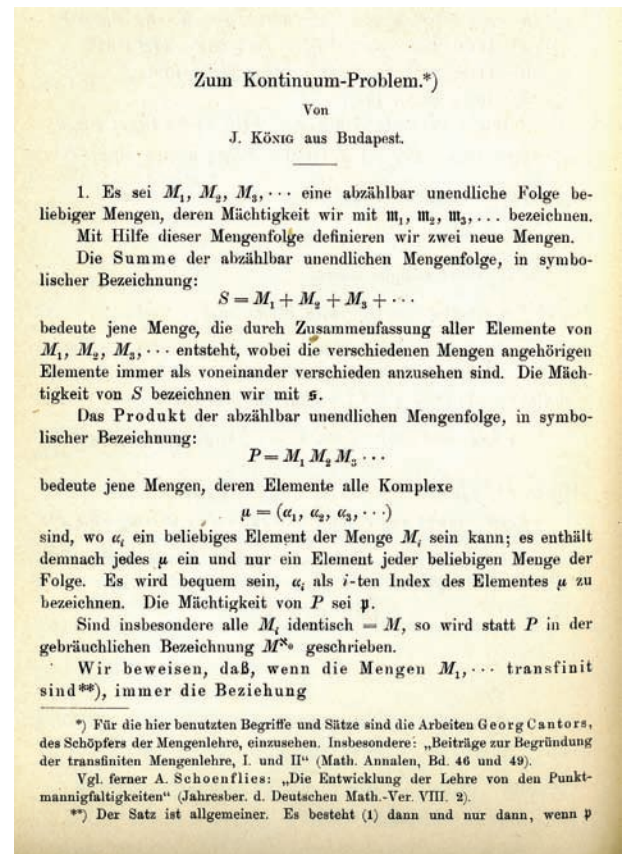 Zum Kontinuum-Problem.*)
Von
J. KÖNIG aus Budapest.
1. Es sei M₁, M₂, M₃, ··· eine abzählbar unendliche Folge be-
liebiger Mengen, deren Mächtigkeit wir mit 𝔪₁, 𝔪₂, 𝔪₃, ... bezeichnen.
Mit Hilfe dieser Mengenfolge definieren wir zwei neue Mengen.
Die Summe der abzählbar unendlichen Mengenfolge, in symbo-
lischer Bezeichnung:
S = M₁ + M₂ + M₃ + ···
bedeute jene Menge, die durch Zusammenfassung aller Elemente von
M₁, M₂, M₃, ··· entsteht, wobei die verschiedenen Mengen angehörigen
Elemente immer als voneinander verschieden anzusehen sind. Die Mäch-
tigkeit von S bezeichnen wir mit 𝔰.
Das Produkt der abzählbar unendlichen Mengenfolge, in symbo-
lischer Bezeichnung:
P = M₁ M₂ M₃ ···
bedeute jene Mengen, deren Elemente alle Komplexe
μ = (α₁, α₂, α₃, ···)
sind, wo αᵢ ein beliebiges Element der Menge Mᵢ sein kann; es enthält
demnach jedes μ ein und nur ein Element jeder beliebigen Menge der
Folge. Es wird bequem sein, αᵢ als i-ten Index des Elementes μ zu
bezeichnen. Die Mächtigkeit von P sei 𝔭.
Sind insbesondere alle Mᵢ identisch = M, so wird statt P in der
gebräuchlichen Bezeichnung M^ℵ₀ geschrieben.
Wir beweisen, daß, wenn die Mengen M₁, ··· transfinit
sind**), immer die Beziehung
*) Für die hier benutzten Begriffe und Sätze sind die Arbeiten Georg Cantors,
des Schöpfers der Mengenlehre, einzusehen. Insbesondere: „Beiträge zur Begründung
der transfiniten Mengenlehre, I. und II“ (Math. Annalen, Bd. 46 und 49).
Vgl. ferner A. Schoenflies: „Die Entwicklung der Lehre von den Punkt-
mannigfaltigkeiten“ (Jahresber. d. Deutschen Math.-Ver. VIII. 2).
**) Der Satz ist allgemeiner. Es besteht (1) dann und nur dann, wenn 𝔭